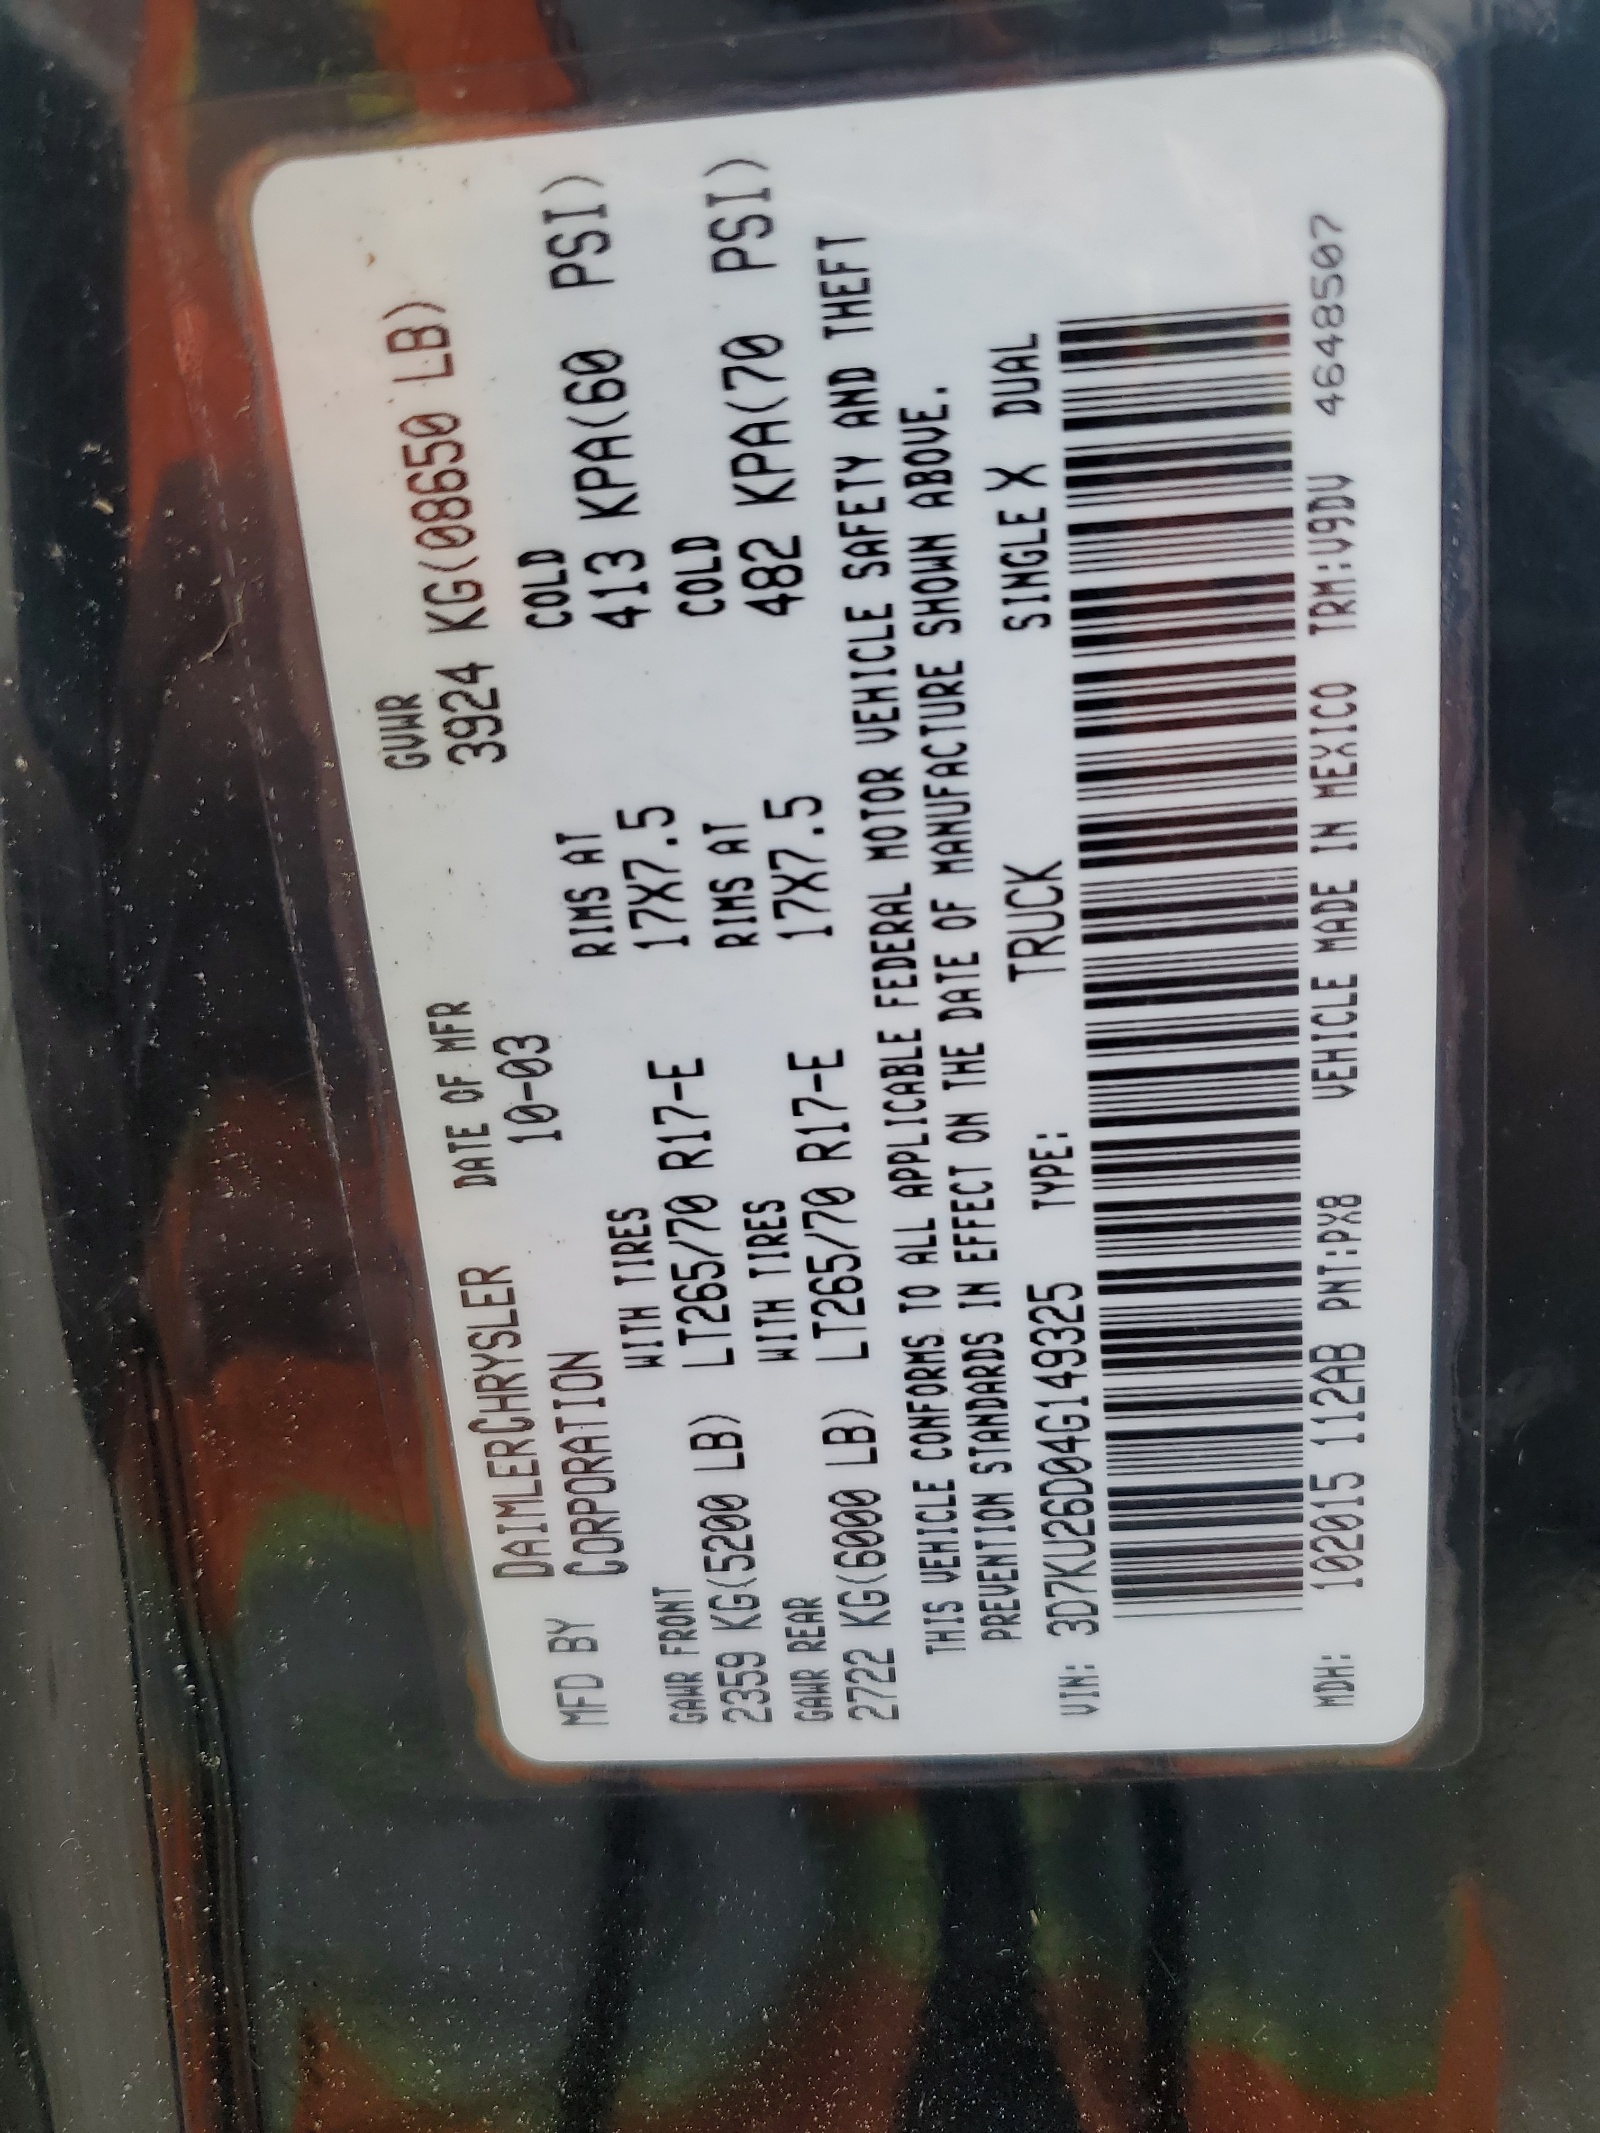 MFD BY DAIMLERCHRYSLER CORPORATION
DATE OF MFR 10-03
GVWR 3924 KG(08650 LB)
GAWR FRONT WITH TIRES RIMS AT COLD
2359 KG(5200 LB) LT265/70 R17-E 17X7.5 413 KPA(60 PSI)
GAWR REAR WITH TIRES RIMS AT COLD
2722 KG(6000 LB) LT265/70 R17-E 17X7.5 482 KPA(70 PSI)
THIS VEHICLE CONFORMS TO ALL APPLICABLE FEDERAL MOTOR VEHICLE SAFETY AND THEFT
PREVENTION STANDARDS IN EFFECT ON THE DATE OF MANUFACTURE SHOWN ABOVE.
VIN: 3D7KU26D04G149325 TYPE: TRUCK SINGLE X DUAL
MDH: 102015 112AB PNT:PX8 VEHICLE MADE IN MEXICO TRM:V9DV 4648507